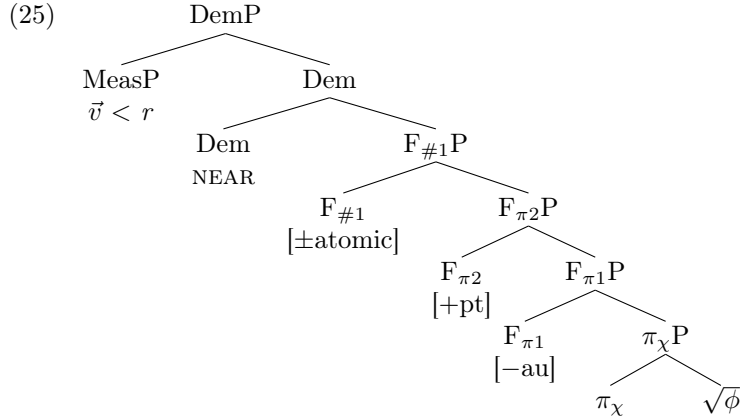 (25) DemP
MeasP Dem
v⃗ < r
Dem F#1P
NEAR
F#1 Fπ2P
[±atomic]
Fπ2 Fπ1P
[+pt]
Fπ1 πχP
[−au]
πχ √ϕ